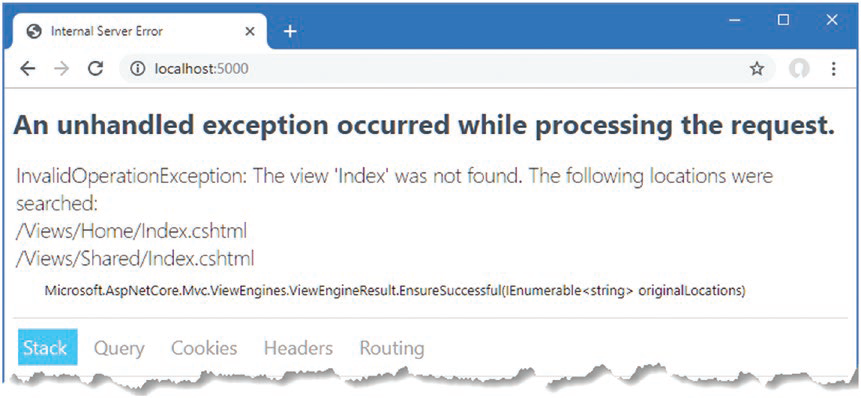 Internal Server Error
localhost:5000
An unhandled exception occurred while processing the request.
InvalidOperationException: The view 'Index' was not found. The following locations were
searched:
/Views/Home/Index.cshtml
/Views/Shared/Index.cshtml
Microsoft.AspNetCore.Mvc.ViewEngines.ViewEngineResult.EnsureSuccessful(IEnumerable<string> originalLocations)
Stack Query Cookies Headers Routing